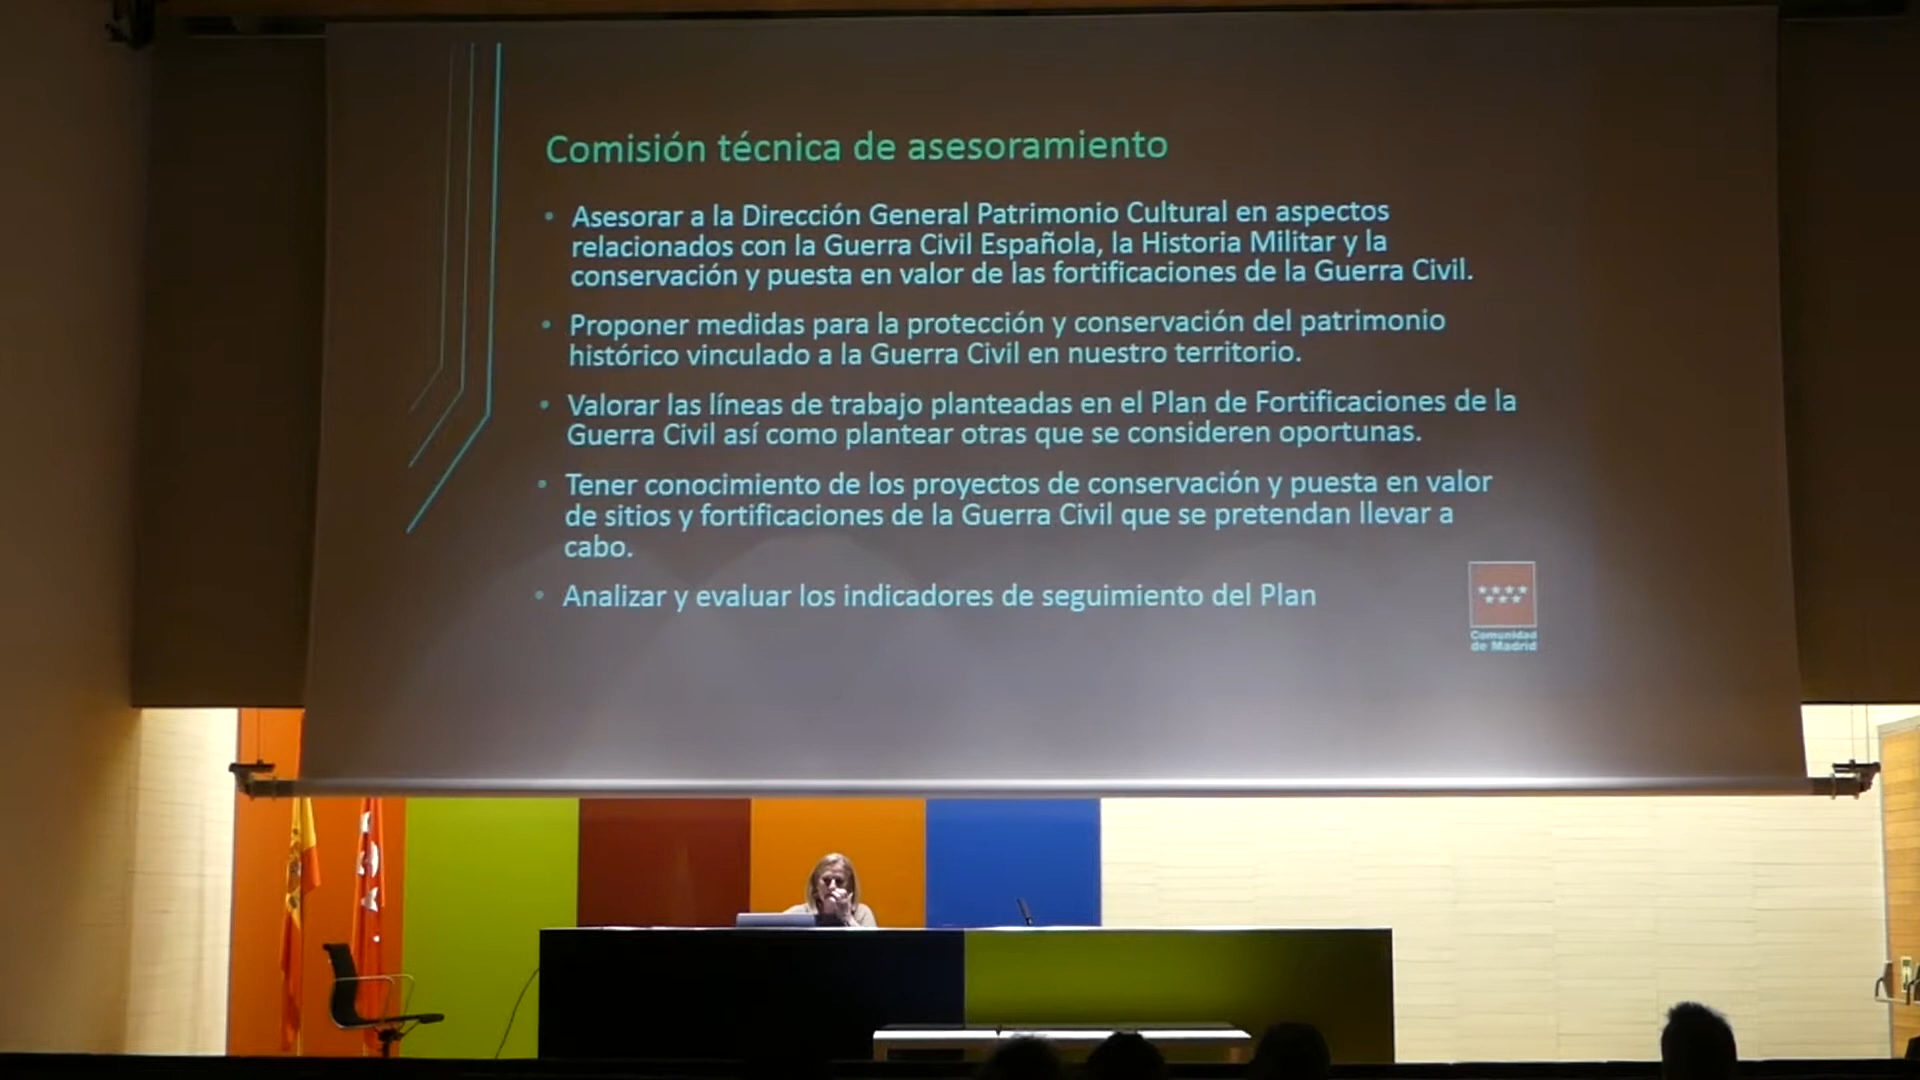 Comisión técnica de asesoramiento
• Asesorar a la Dirección General Patrimonio Cultural en aspectos
relacionados con la Guerra Civil Española, la Historia Militar y la
conservación y puesta en valor de las fortificaciones de la Guerra Civil.
• Proponer medidas para la protección y conservación del patrimonio
histórico vinculado a la Guerra Civil en nuestro territorio.
• Valorar las líneas de trabajo planteadas en el Plan de Fortificaciones de la
Guerra Civil así como plantear otras que se consideren oportunas.
• Tener conocimiento de los proyectos de conservación y puesta en valor
de sitios y fortificaciones de la Guerra Civil que se pretendan llevar a
cabo.
• Analizar y evaluar los indicadores de seguimiento del Plan
Comunidad
de Madrid